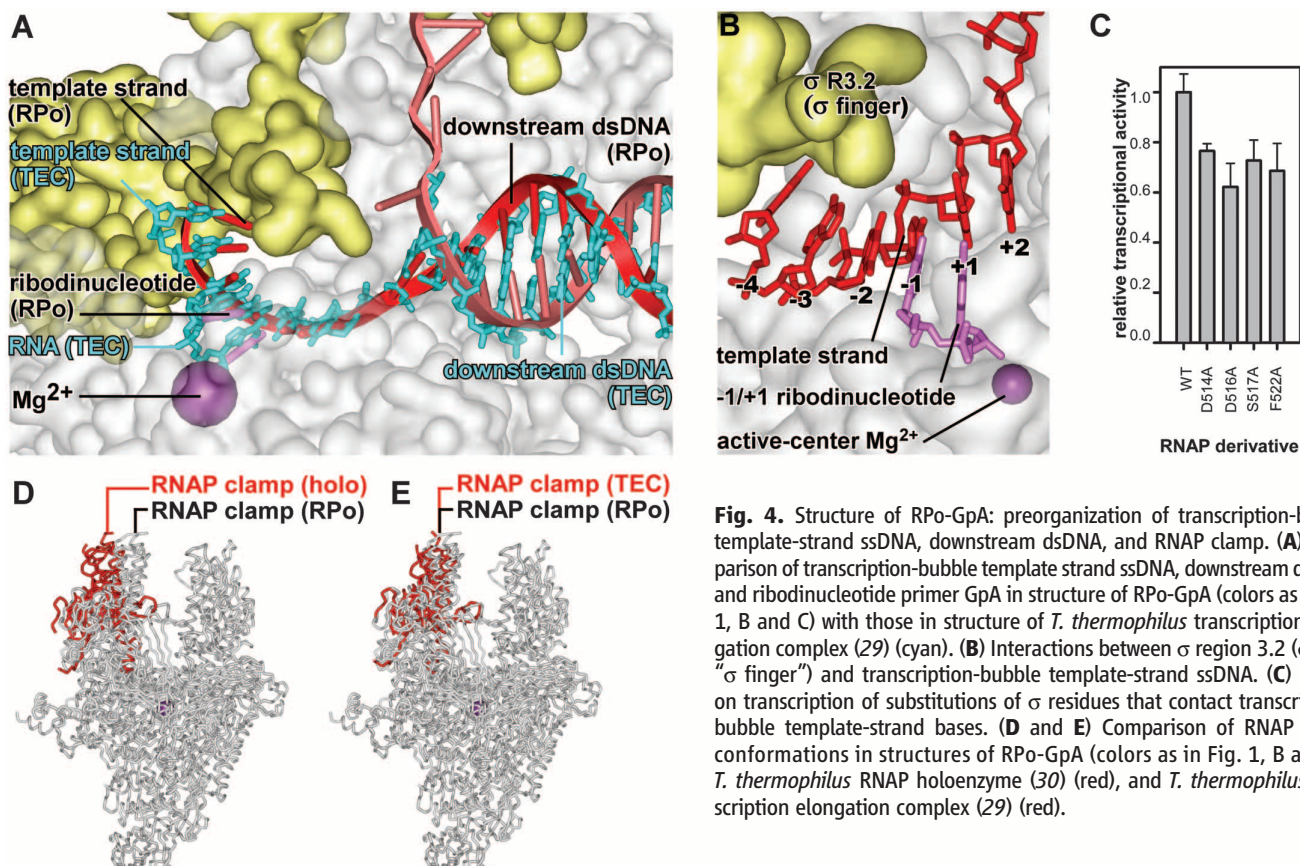 A
template strand
(RPo)
template strand
(TEC)
ribodinucleotide
(RPo)
RNA (TEC)
Mg2+
downstream dsDNA
(RPo)
downstream dsDNA
(TEC)
B
σ R3.2
(σ finger)
-4
-3
-2
-1
+1
+2
template strand
-1/+1 ribodinucleotide
active-center Mg2+
C
relative transcriptional activity
1.0
0.8
0.6
0.4
0.2
0.0
WT
D514A
D516A
S517A
F522A
RNAP derivative
D
RNAP clamp (holo)
RNAP clamp (RPo)
E
RNAP clamp (TEC)
RNAP clamp (RPo)
Fig. 4. Structure of RPo-GpA: preorganization of transcription-b
template-strand ssDNA, downstream dsDNA, and RNAP clamp. (A)
parison of transcription-bubble template strand ssDNA, downstream d
and ribodinucleotide primer GpA in structure of RPo-GpA (colors as
1, B and C) with those in structure of T. thermophilus transcription
gation complex (29) (cyan). (B) Interactions between σ region 3.2 (
"σ finger") and transcription-bubble template-strand ssDNA. (C)
on transcription of substitutions of σ residues that contact transcri
bubble template-strand bases. (D and E) Comparison of RNAP
conformations in structures of RPo-GpA (colors as in Fig. 1, B a
T. thermophilus RNAP holoenzyme (30) (red), and T. thermophilus
scription elongation complex (29) (red).